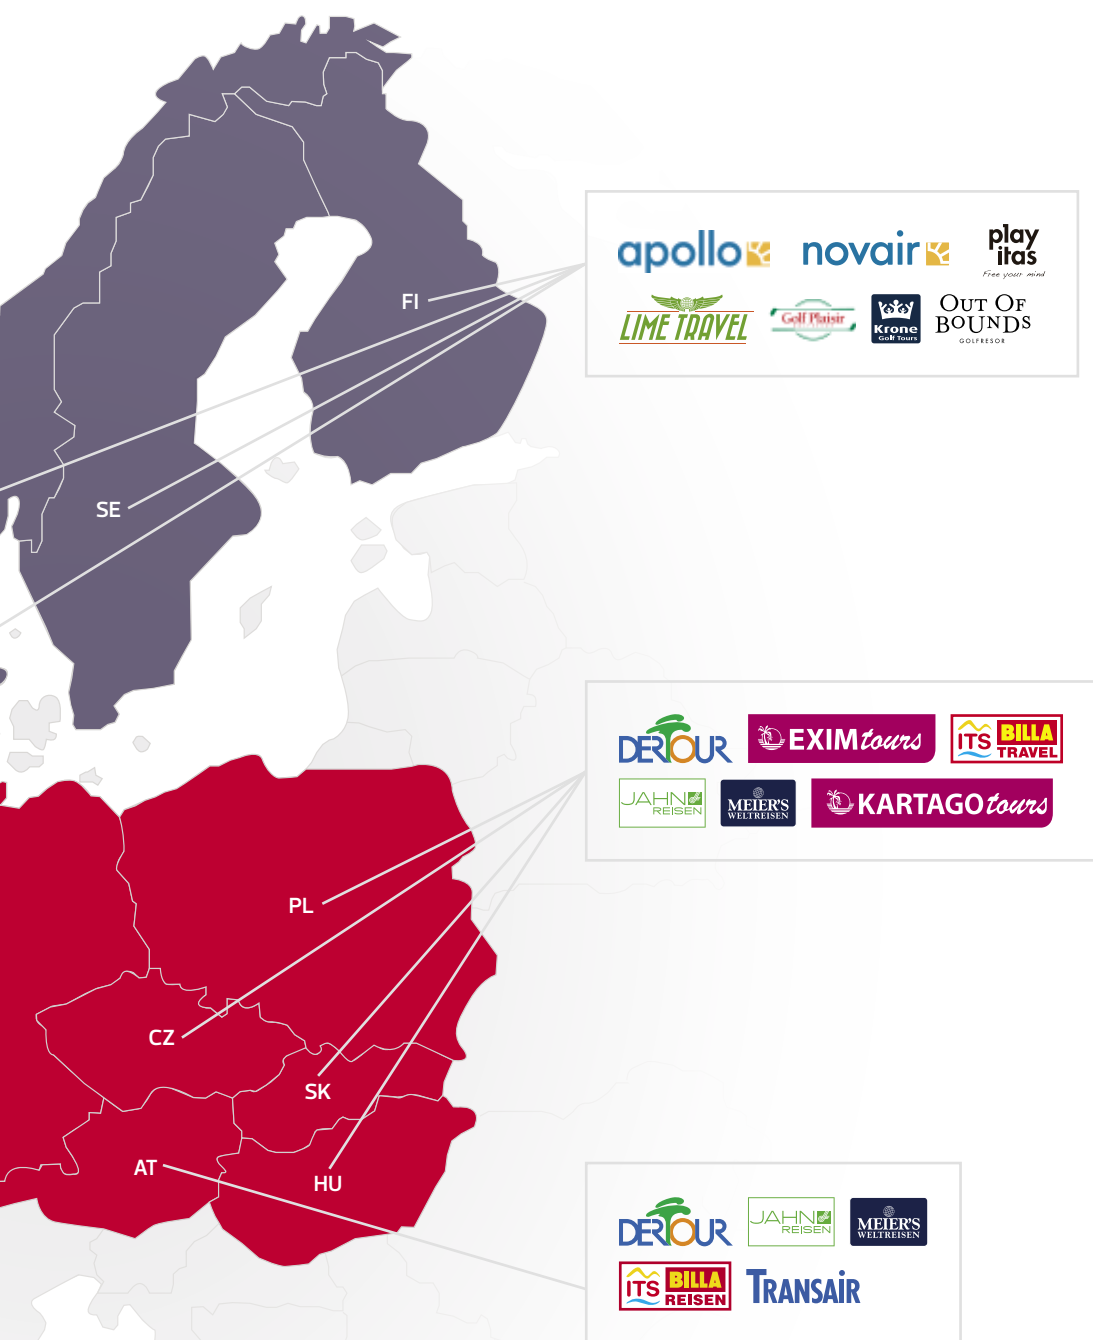 FI
SE
apollo novair play itas
Free your mind
LIME TRAVEL Golf Plaisir Krone Golf Tours OUT OF BOUNDS
GOLFRESOR
PL
CZ
SK
HU
AT
DERTOUR EXIMtours ITS BILLA TRAVEL
JAHN REISEN MEIER'S WELTREISEN KARTAGOtours
DERTOUR JAHN REISEN MEIER'S WELTREISEN
ITS BILLA REISEN TRANSAIR